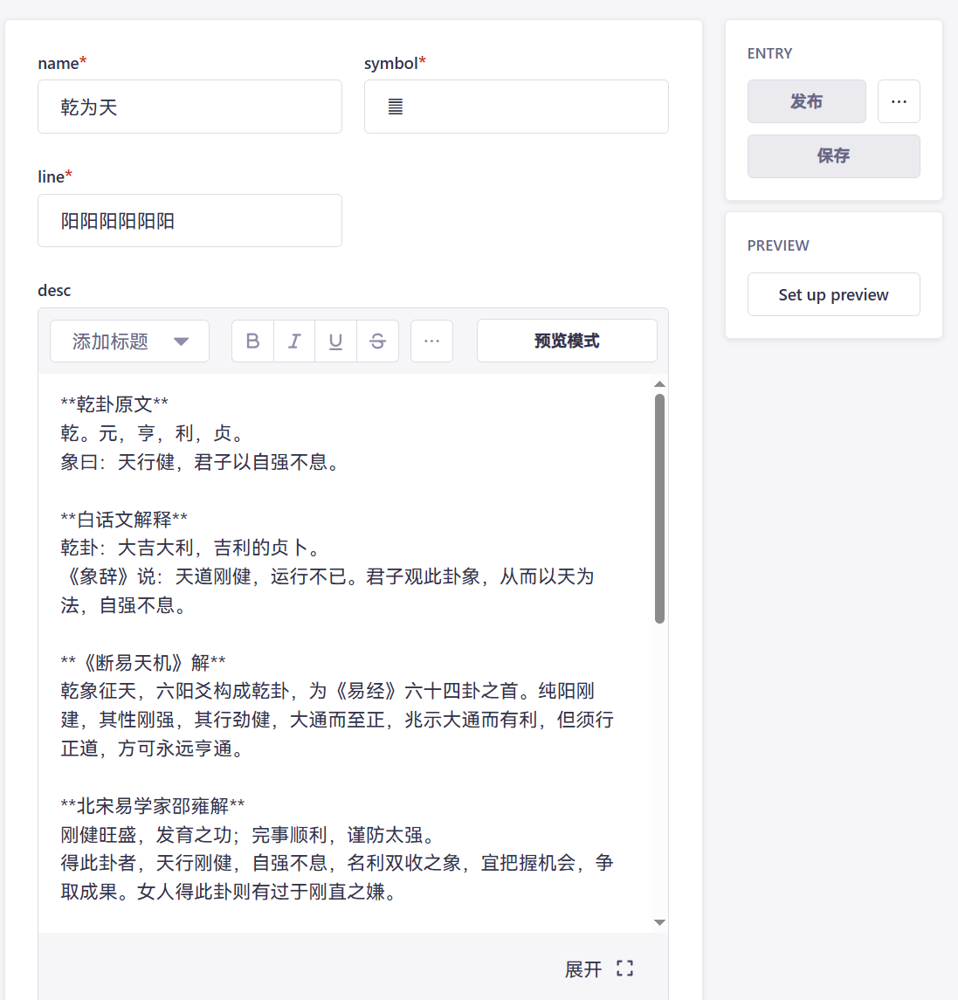 name*
symbol*
乾为天
䷀
line*
阳阳阳阳阳阳
desc
添加标题
B I U S ···
预览模式
**乾卦原文**
乾。元，亨，利，贞。
象曰：天行健，君子以自强不息。
**白话文解释**
乾卦：大吉大利，吉利的贞卜。
《象辞》说：天道刚健，运行不已。君子观此卦象，从而以天为
法，自强不息。
**《断易天机》解**
乾象征天，六阳爻构成乾卦，为《易经》六十四卦之首。纯阳刚
建，其性刚强，其行劲健，大通而至正，兆示大通而有利，但须行
正道，方可永远亨通。
**北宋易学家邵雍解**
刚健旺盛，发育之功；完事顺利，谨防太强。
得此卦者，天行刚健，自强不息，名利双收之象，宜把握机会，争
取成果。女人得此卦则有过于刚直之嫌。
展开
ENTRY
发布
···
保存
PREVIEW
Set up preview